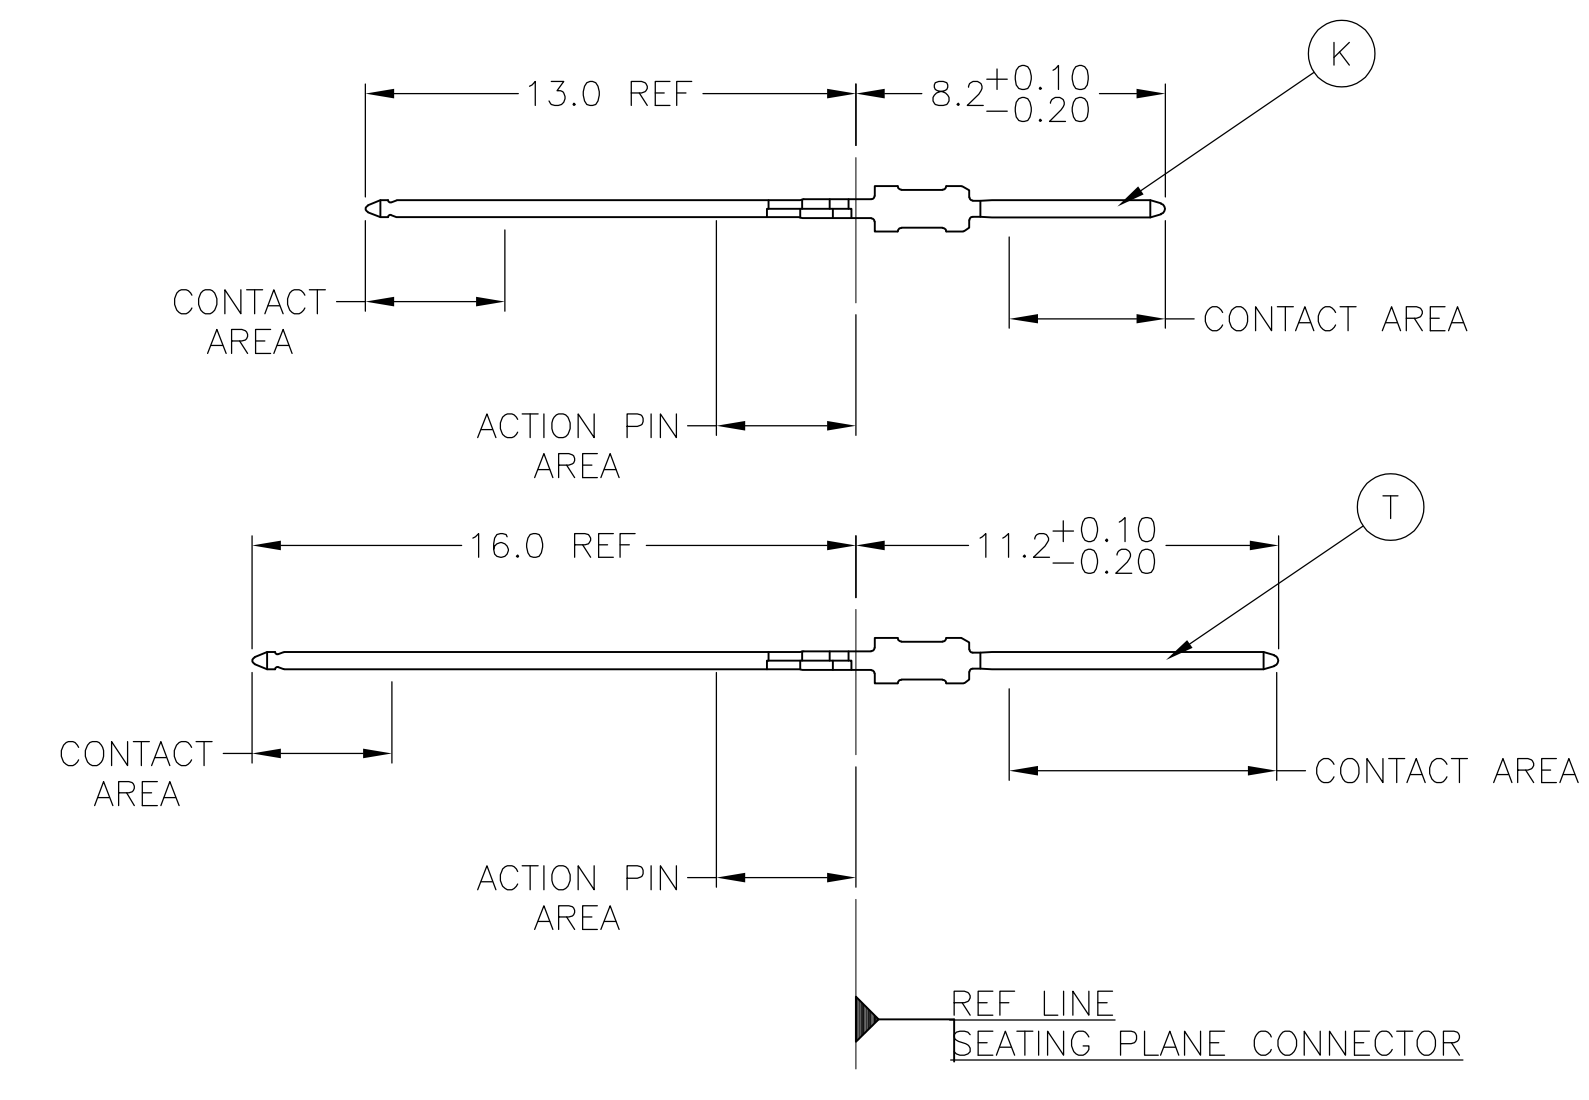 K
13.0 REF
8.2+0.10
-0.20
CONTACT
AREA
CONTACT AREA
ACTION PIN
AREA
T
16.0 REF
11.2+0.10
-0.20
CONTACT
AREA
CONTACT AREA
ACTION PIN
AREA
REF LINE
SEATING PLANE CONNECTOR